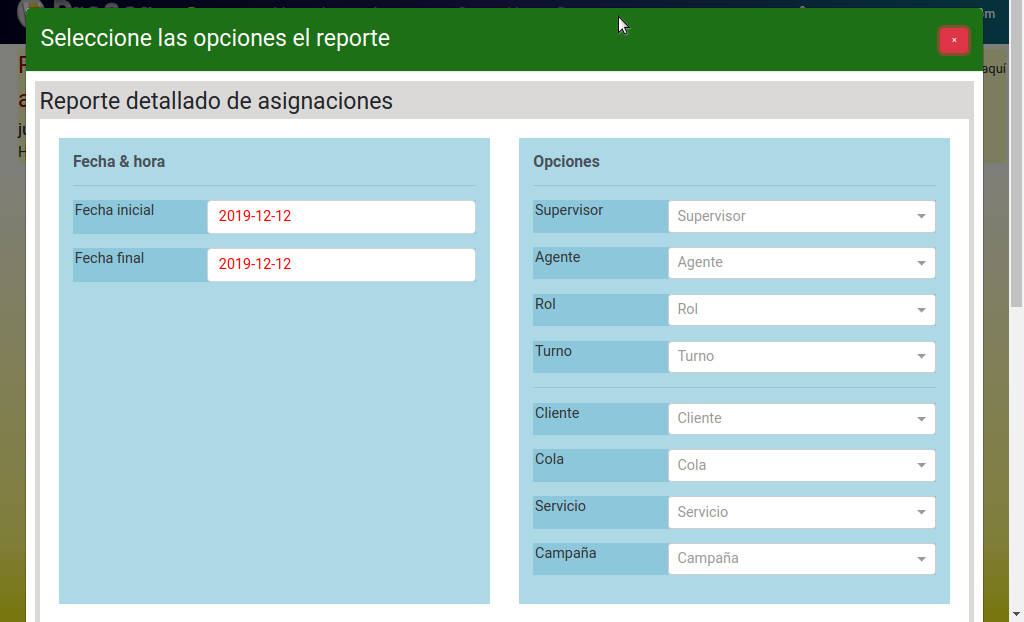 Seleccione las opciones el reporte
×
aquí
Reporte detallado de asignaciones
Fecha & hora
Fecha inicial 2019-12-12
Fecha final 2019-12-12
Opciones
Supervisor Supervisor
Agente Agente
Rol Rol
Turno Turno
Cliente Cliente
Cola Cola
Servicio Servicio
Campaña Campaña